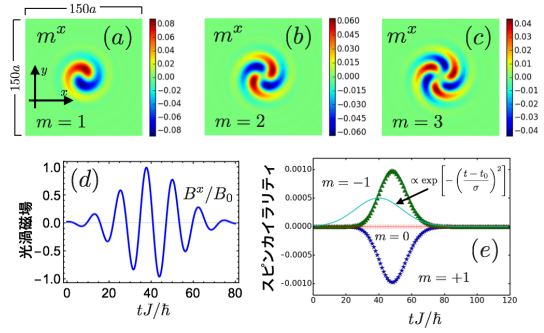 150a
150a
m^x
(a)
y
x
m = 1
0.08
0.06
0.04
0.02
0.00
−0.02
−0.04
−0.06
−0.08
m^x
(b)
m = 2
0.060
0.045
0.030
0.015
0.000
−0.015
−0.030
−0.045
−0.060
m^x
(c)
m = 3
0.04
0.03
0.02
0.01
0.00
−0.01
−0.02
−0.03
−0.04
(d)
B^x/B_0
光渦磁場
1.0
0.5
0.0
−0.5
−1.0
0 20 40 60 80
tJ/ħ
スピンカイラリティ
0.0010
0.0005
0.0000
−0.0005
−0.0010
m = −1
∝ exp[−((t − t_0)/σ)^2]
m = 0
(e)
m = +1
0 20 40 60 80 100 120
tJ/ħ